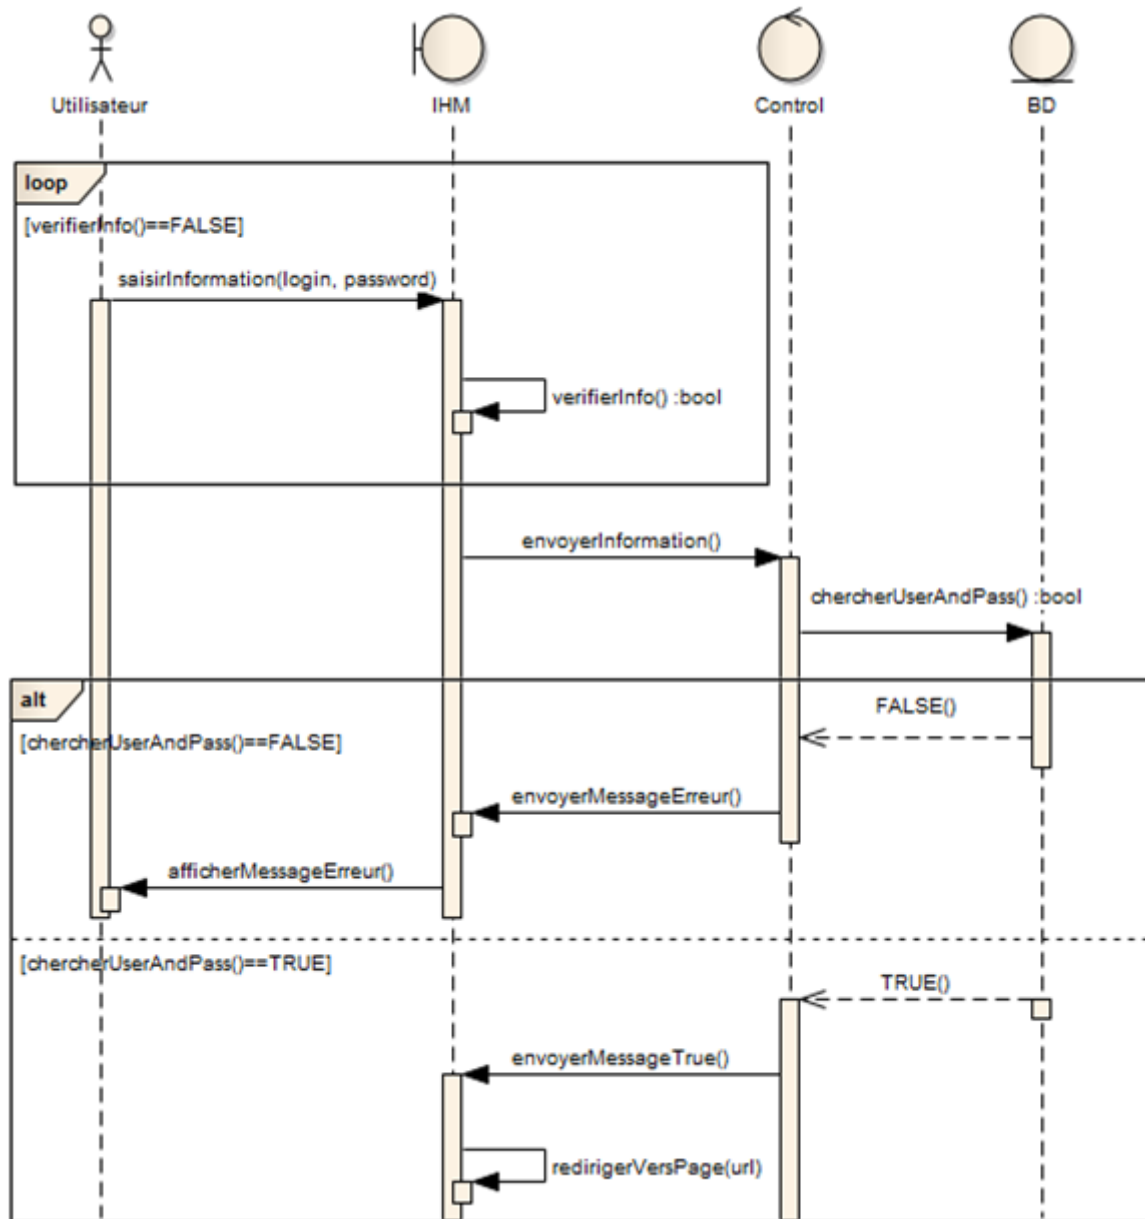 Utilisateur
IHM
Control
BD
loop
[verifierInfo()==FALSE]
saisirInformation(login, password)
verifierInfo() :bool
envoyerInformation()
chercherUserAndPass() :bool
alt
FALSE()
[chercherUserAndPass()==FALSE]
envoyerMessageErreur()
afficherMessageErreur()
[chercherUserAndPass()==TRUE]
TRUE()
envoyerMessageTrue()
redirigerVersPage(url)